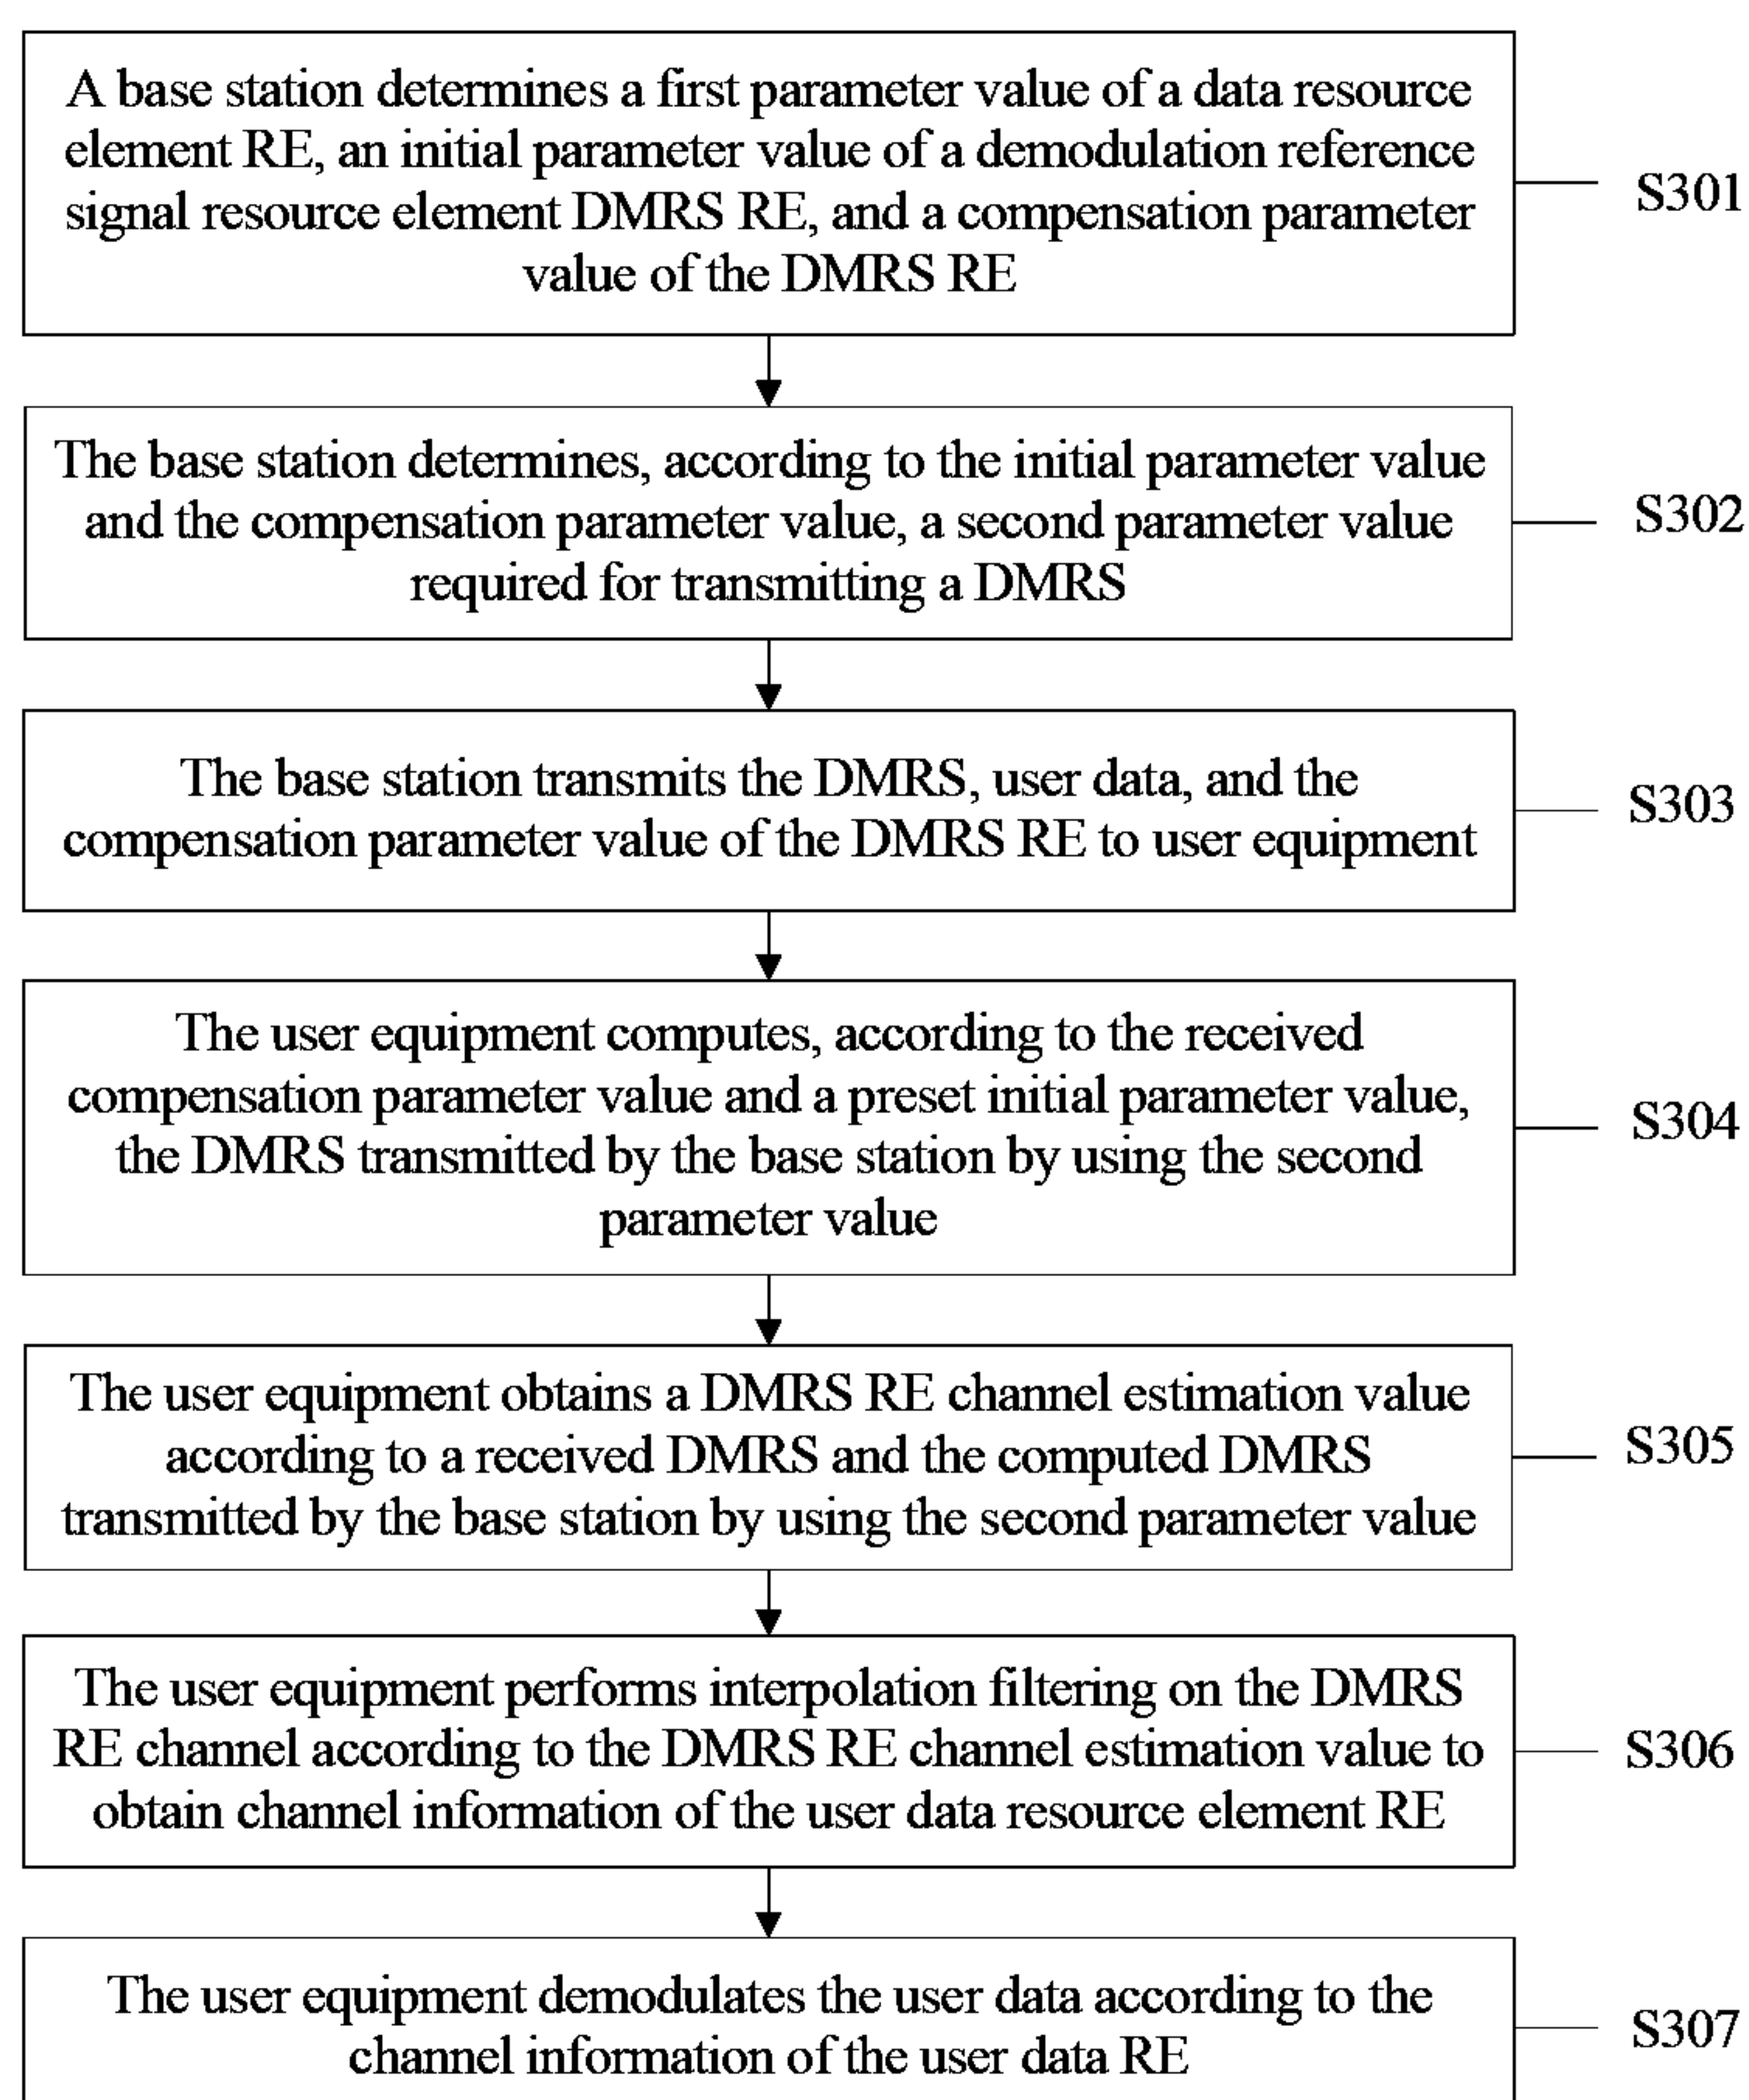 A base station determines a first parameter value of a data resource
element RE, an initial parameter value of a demodulation reference
signal resource element DMRS RE, and a compensation parameter
value of the DMRS RE
S301
The base station determines, according to the initial parameter value
and the compensation parameter value, a second parameter value
required for transmitting a DMRS
S302
The base station transmits the DMRS, user data, and the
compensation parameter value of the DMRS RE to user equipment
S303
The user equipment computes, according to the received
compensation parameter value and a preset initial parameter value,
the DMRS transmitted by the base station by using the second
parameter value
S304
The user equipment obtains a DMRS RE channel estimation value
according to a received DMRS and the computed DMRS
transmitted by the base station by using the second parameter value
S305
The user equipment performs interpolation filtering on the DMRS
RE channel according to the DMRS RE channel estimation value to
obtain channel information of the user data resource element RE
S306
The user equipment demodulates the user data according to the
channel information of the user data RE
S307